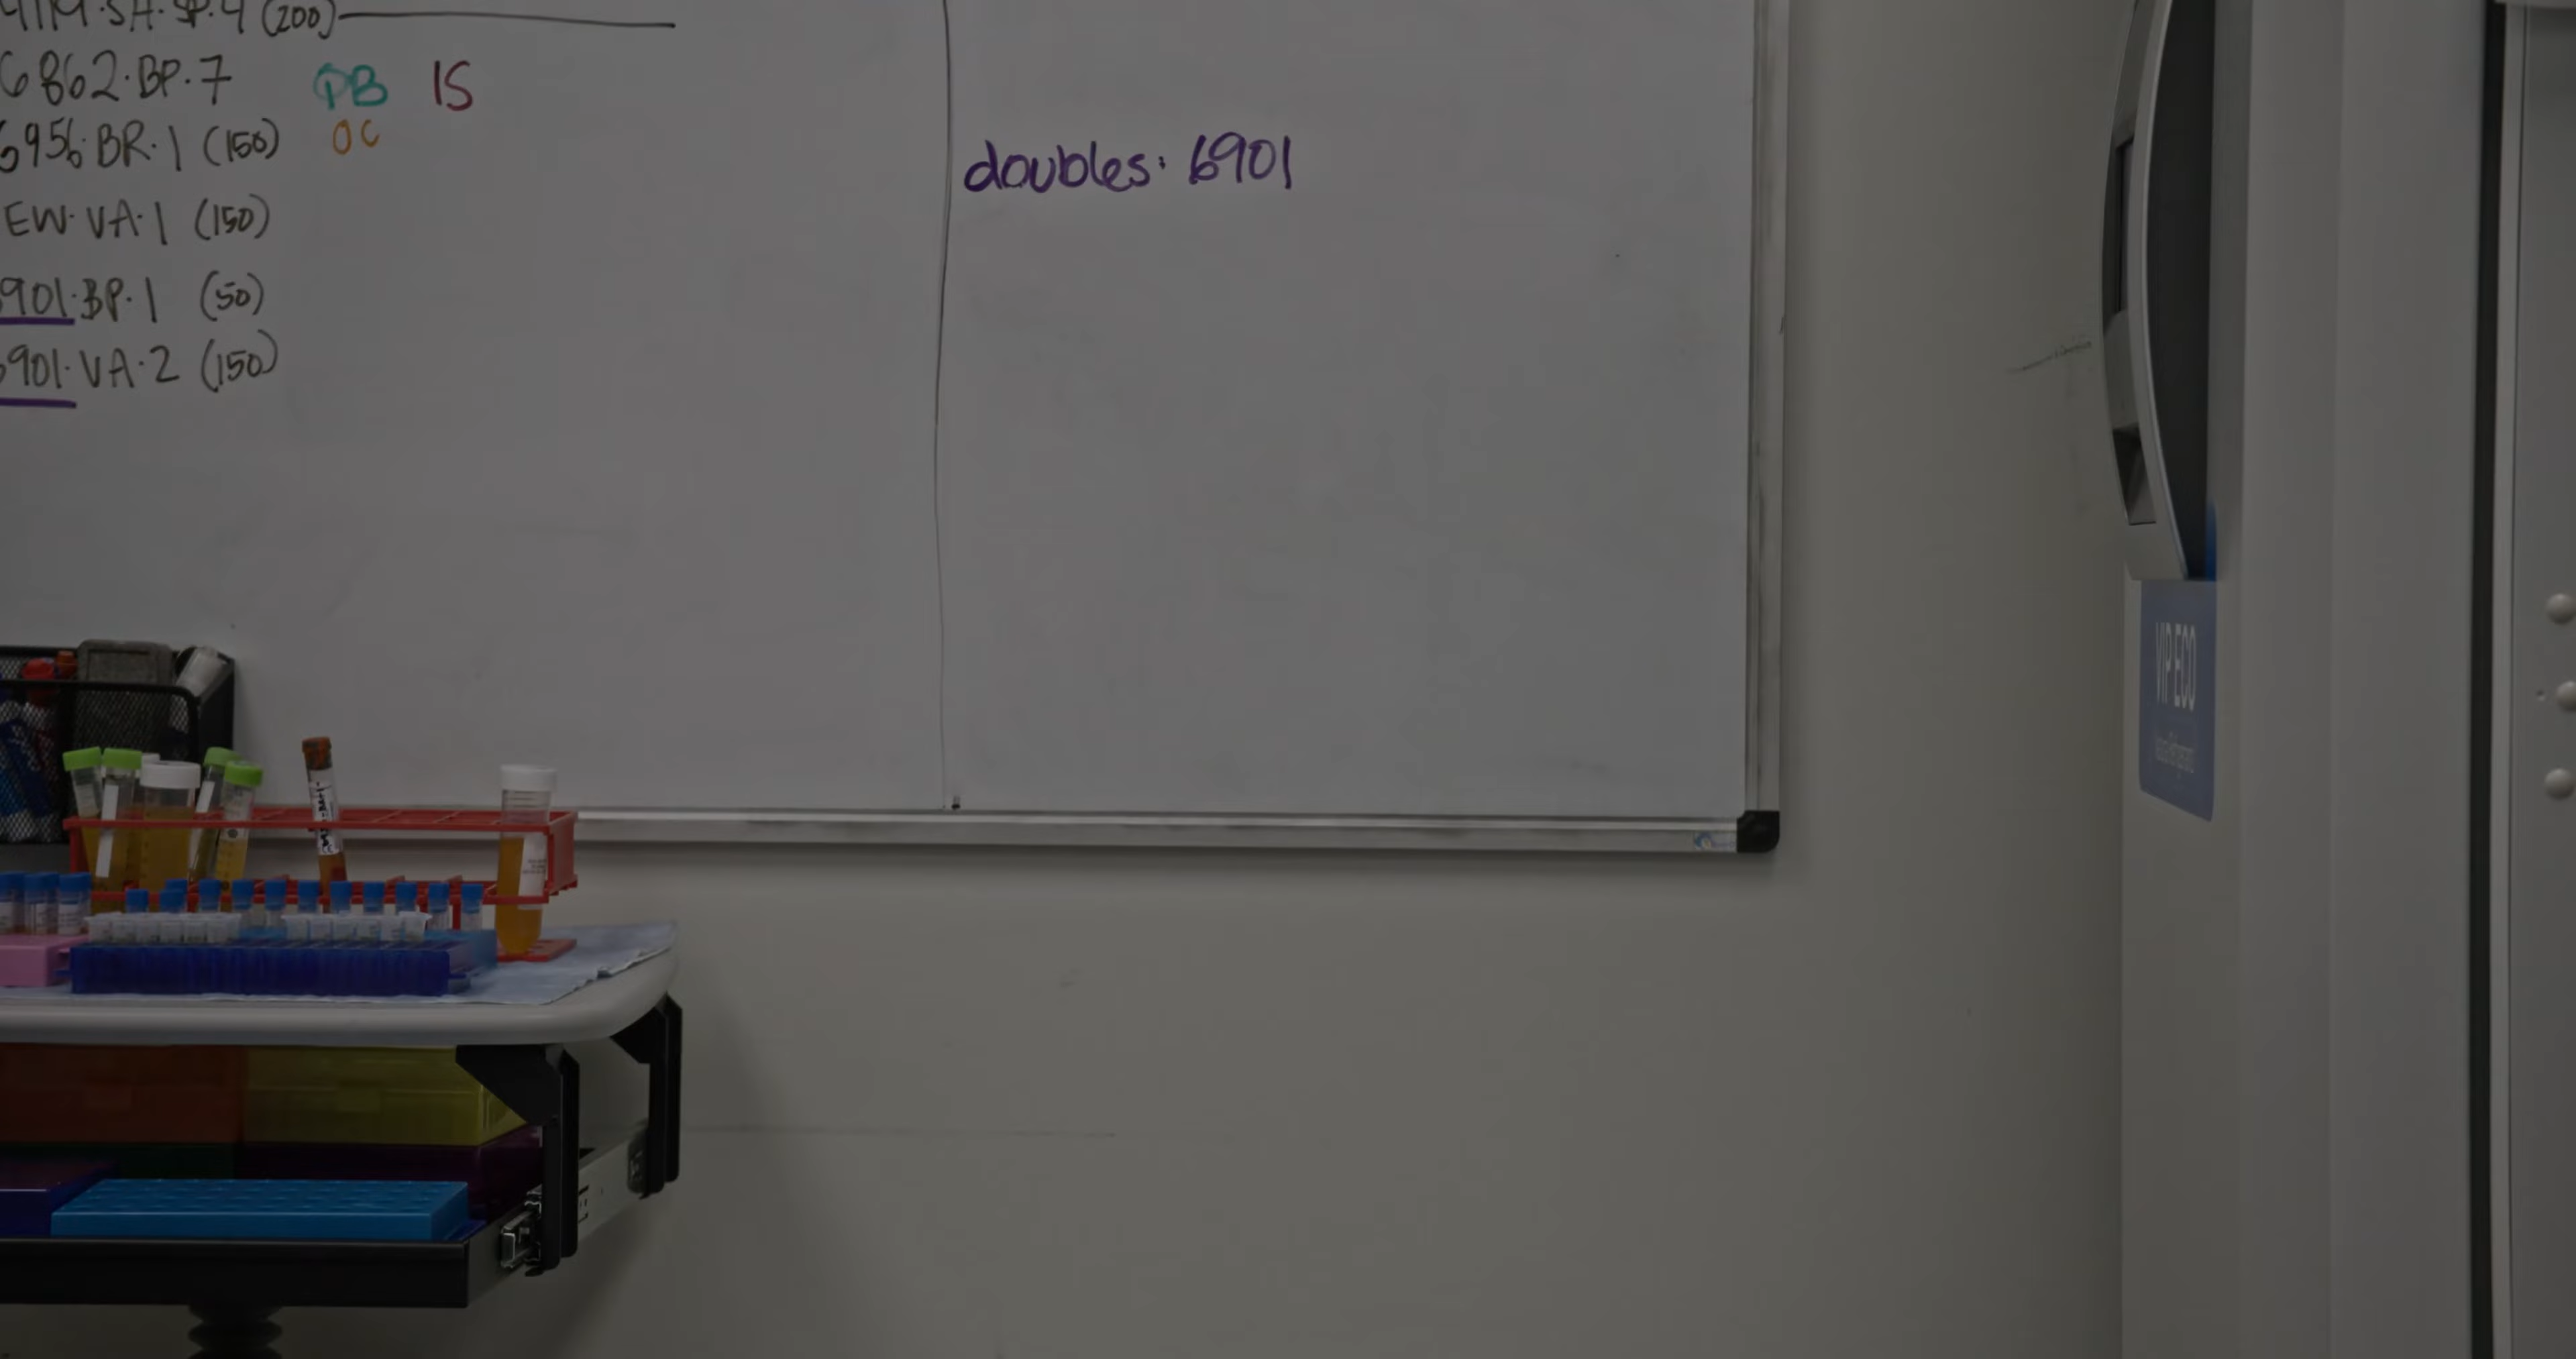 6862·BP·7 PB IS
6956·BR·1 (150) OC
EW·VA·1 (150)
901·BP·1 (50)
6901·VA·2 (150)
doubles: 6901
VIP ECO